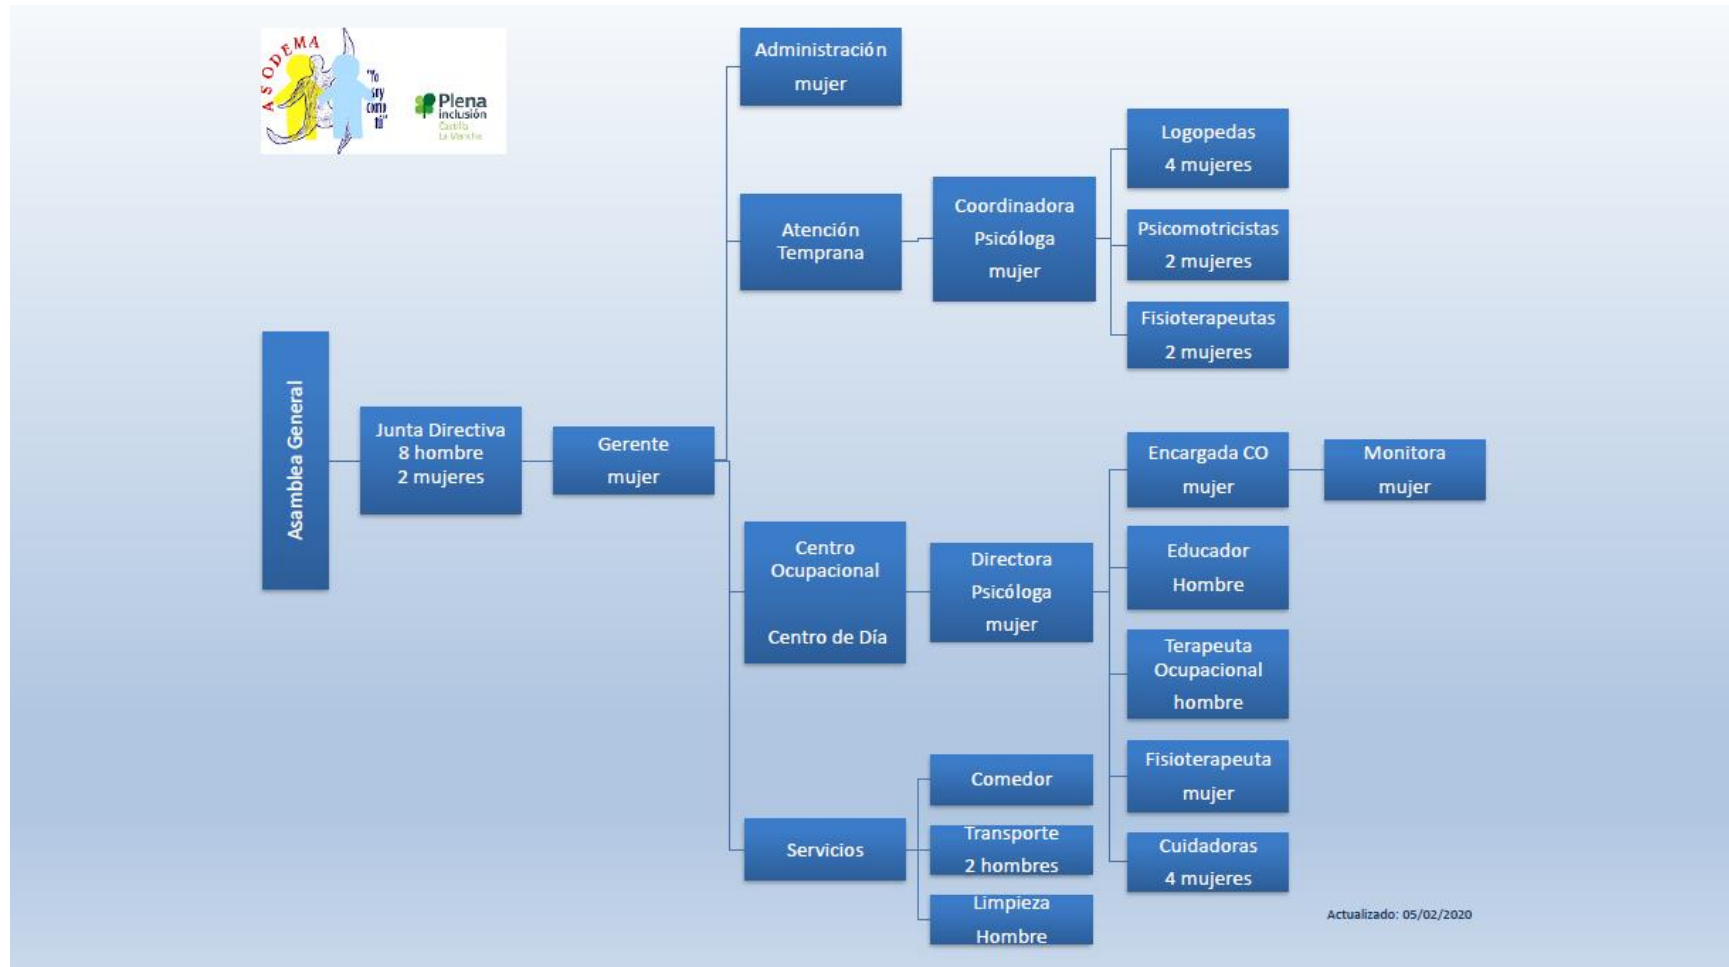 ASODEMA
"Yo
soy
como
tú"
Plena
inclusión
Castilla
La Mancha
Administración
mujer
Atención
Temprana
Coordinadora
Psicóloga
mujer
Logopedas
4 mujeres
Psicomotricistas
2 mujeres
Fisioterapeutas
2 mujeres
Asamblea General
Junta Directiva
8 hombre
2 mujeres
Gerente
mujer
Centro
Ocupacional
Centro de Día
Directora
Psicóloga
mujer
Encargada CO
mujer
Monitora
mujer
Educador
Hombre
Terapeuta
Ocupacional
hombre
Fisioterapeuta
mujer
Cuidadoras
4 mujeres
Servicios
Comedor
Transporte
2 hombres
Limpieza
Hombre
Actualizado: 05/02/2020